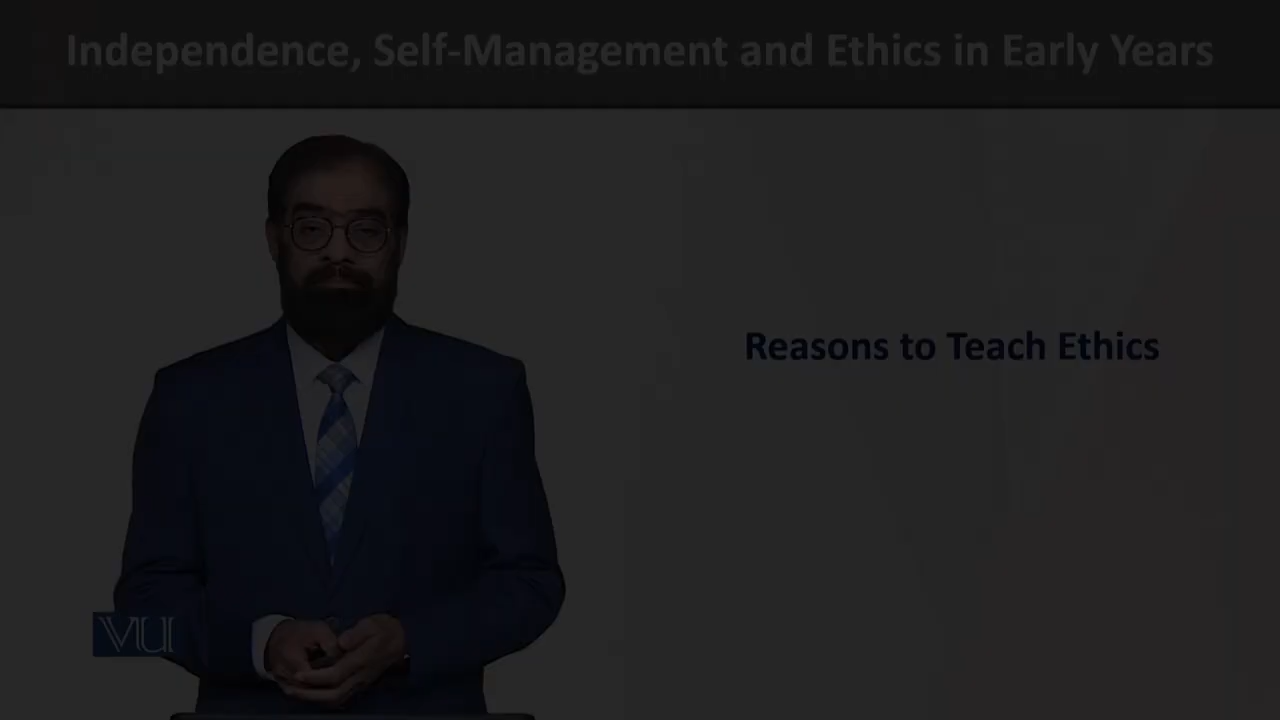 Independence, Self-Management and Ethics in Early Years
Reasons to Teach Ethics
VU